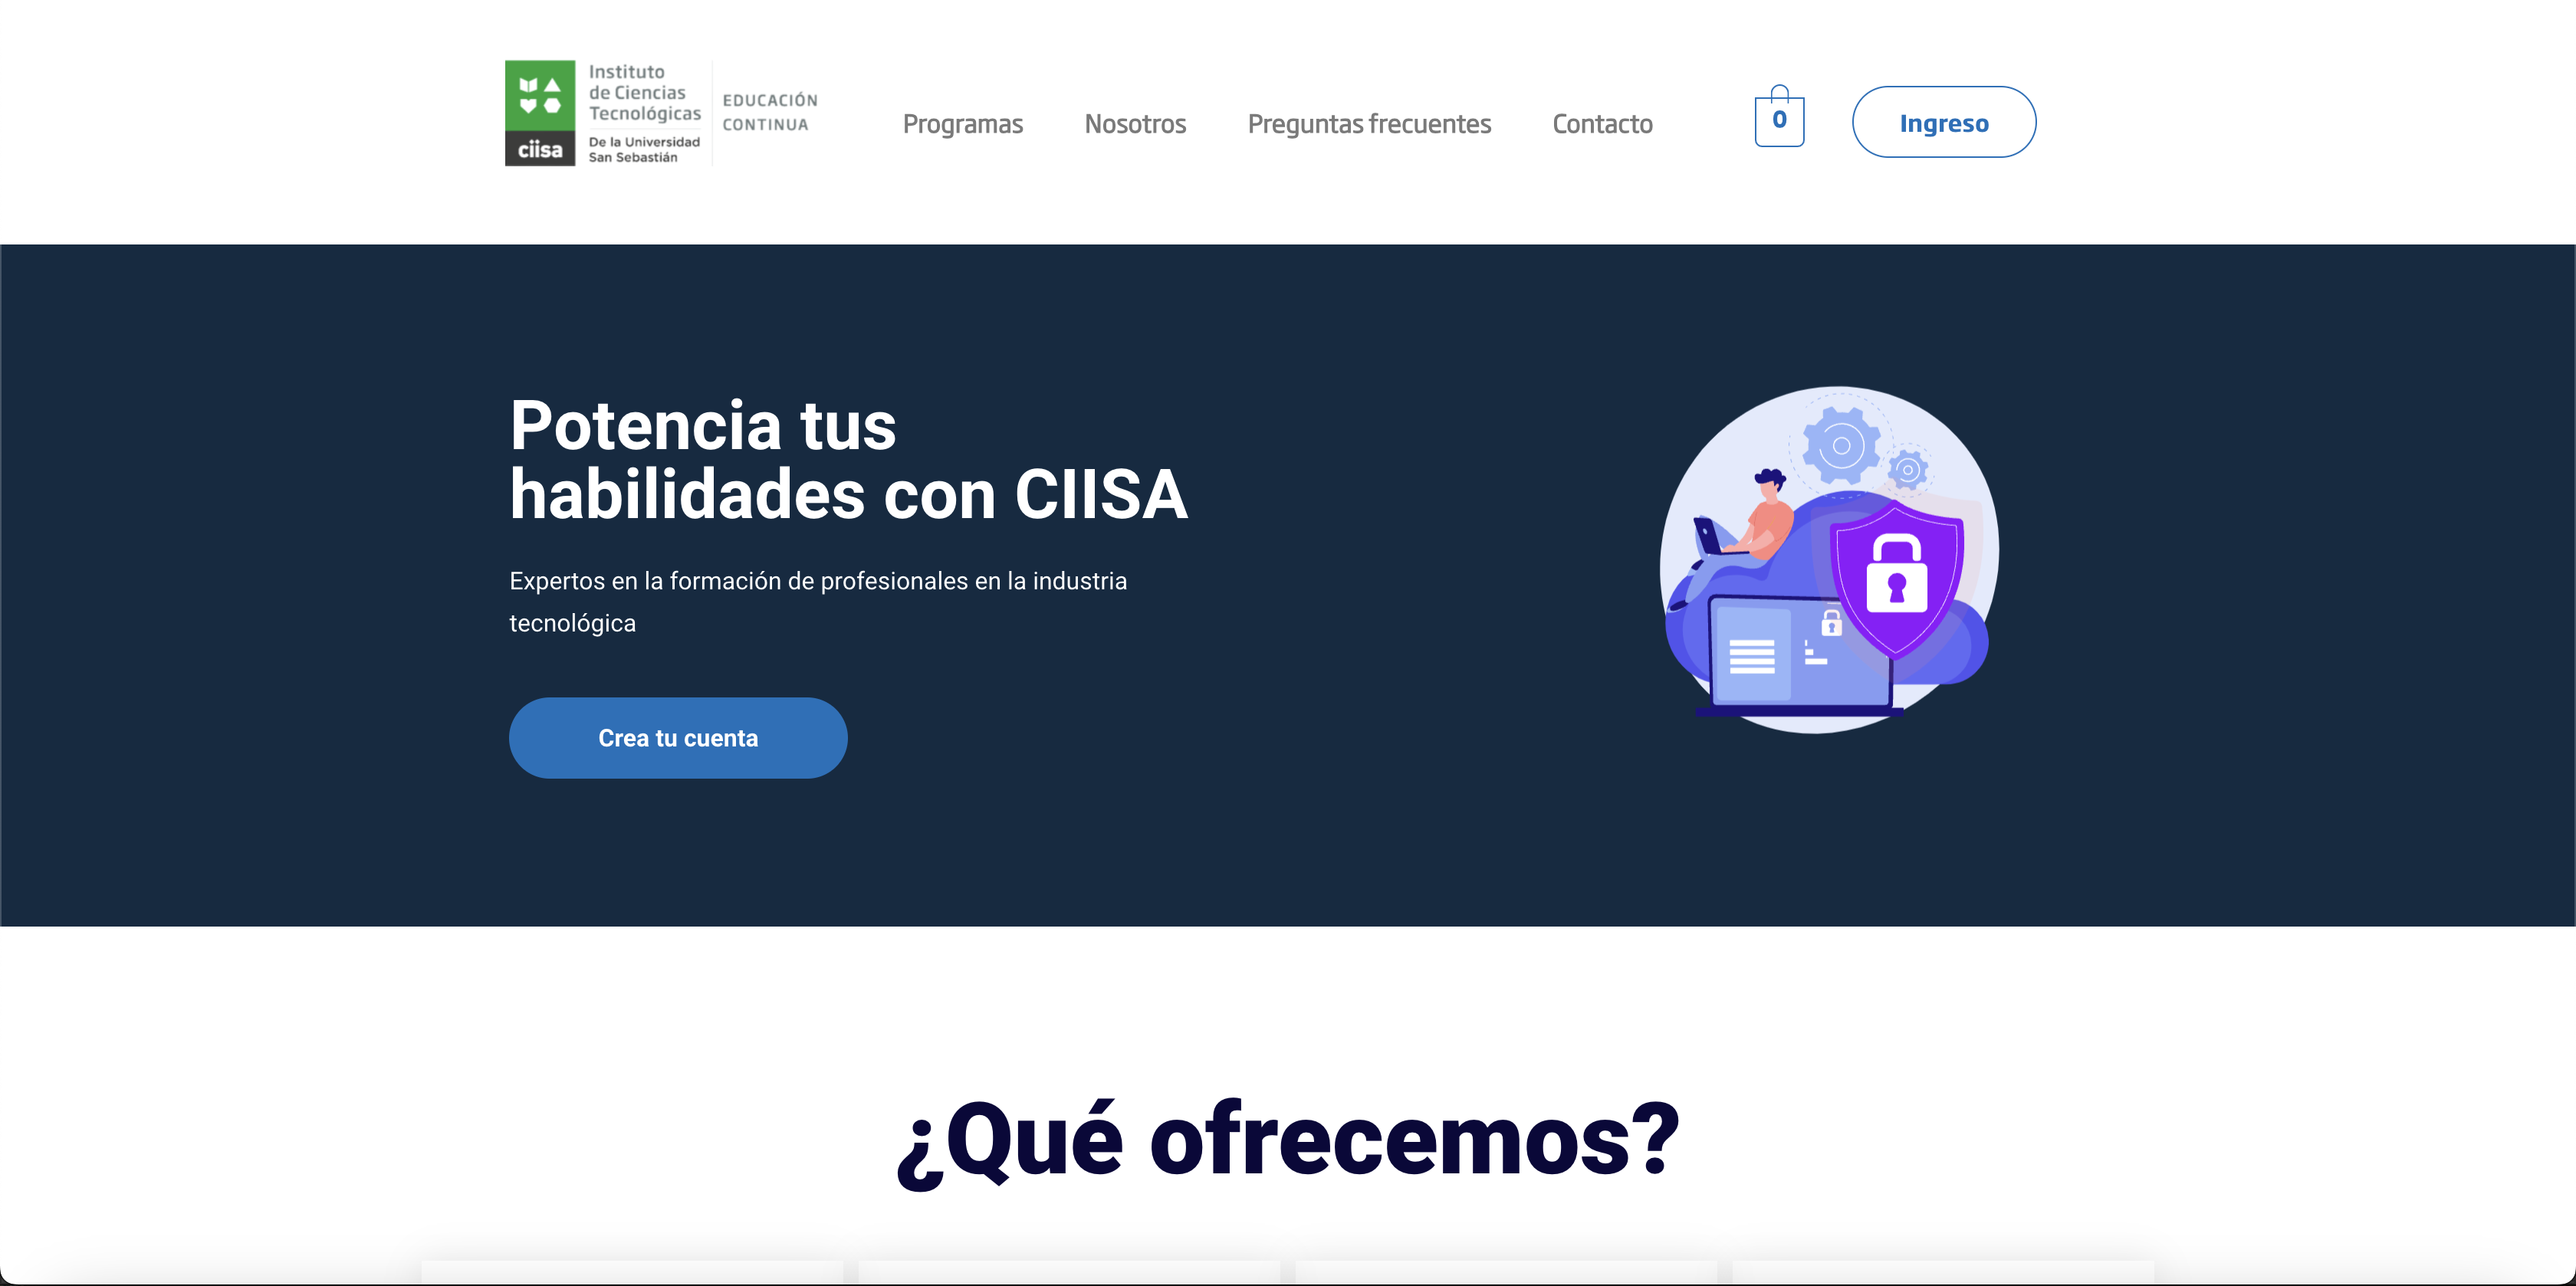 Instituto
de Ciencias
Tecnológicas
De la Universidad
San Sebastián
ciisa
EDUCACIÓN
CONTINUA
Programas
Nosotros
Preguntas frecuentes
Contacto
0
Ingreso
Potencia tus
habilidades con CIISA
Expertos en la formación de profesionales en la industria
tecnológica
Crea tu cuenta
¿Qué ofrecemos?